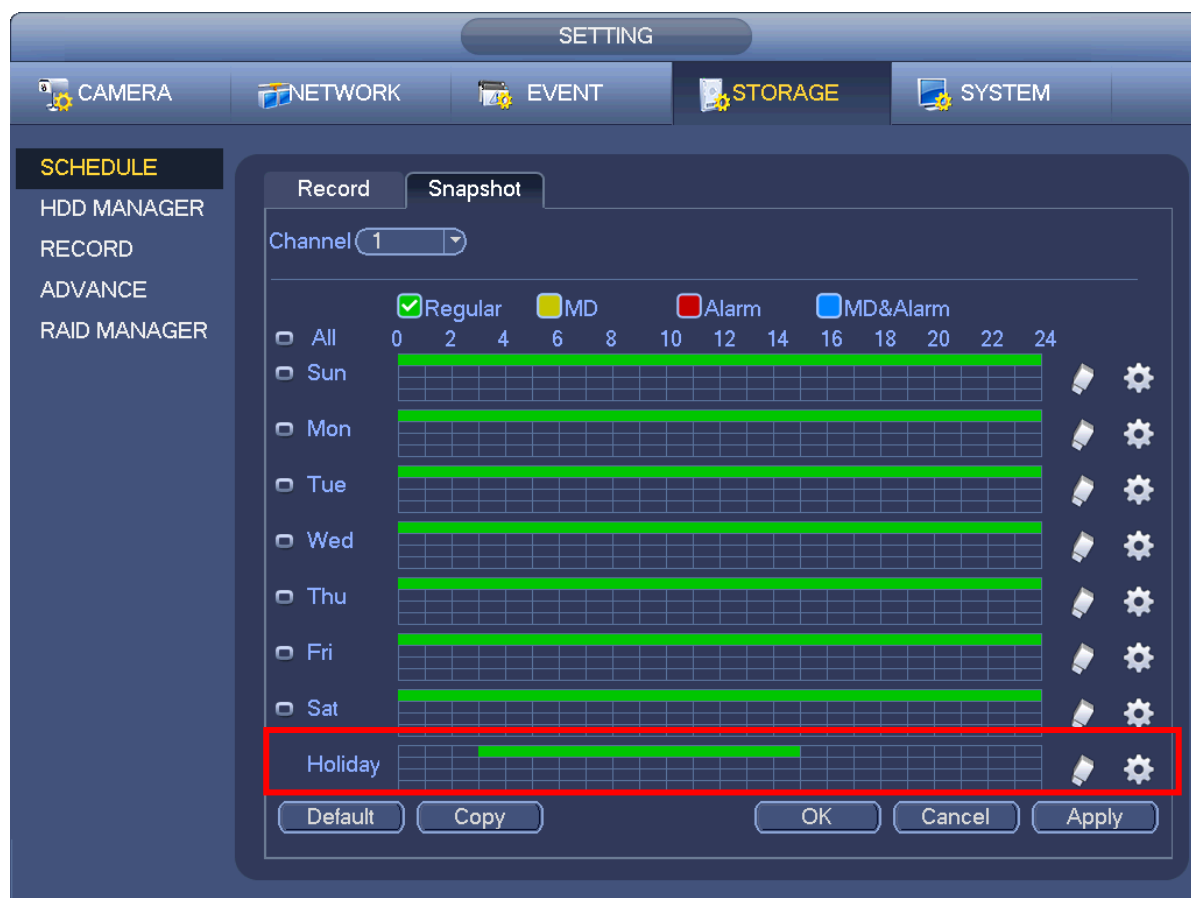 SETTING
CAMERA NETWORK EVENT STORAGE SYSTEM
SCHEDULE
HDD MANAGER
RECORD
ADVANCE
RAID MANAGER
Record Snapshot
Channel 1
Regular MD Alarm MD&Alarm
All 0 2 4 6 8 10 12 14 16 18 20 22 24
Sun
Mon
Tue
Wed
Thu
Fri
Sat
Holiday
Default Copy OK Cancel Apply